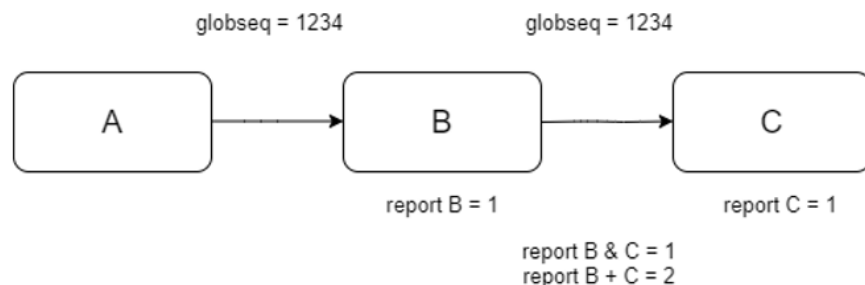 globseq = 1234
globseq = 1234
A
B
C
report B = 1
report C = 1
report B & C = 1
report B + C = 2